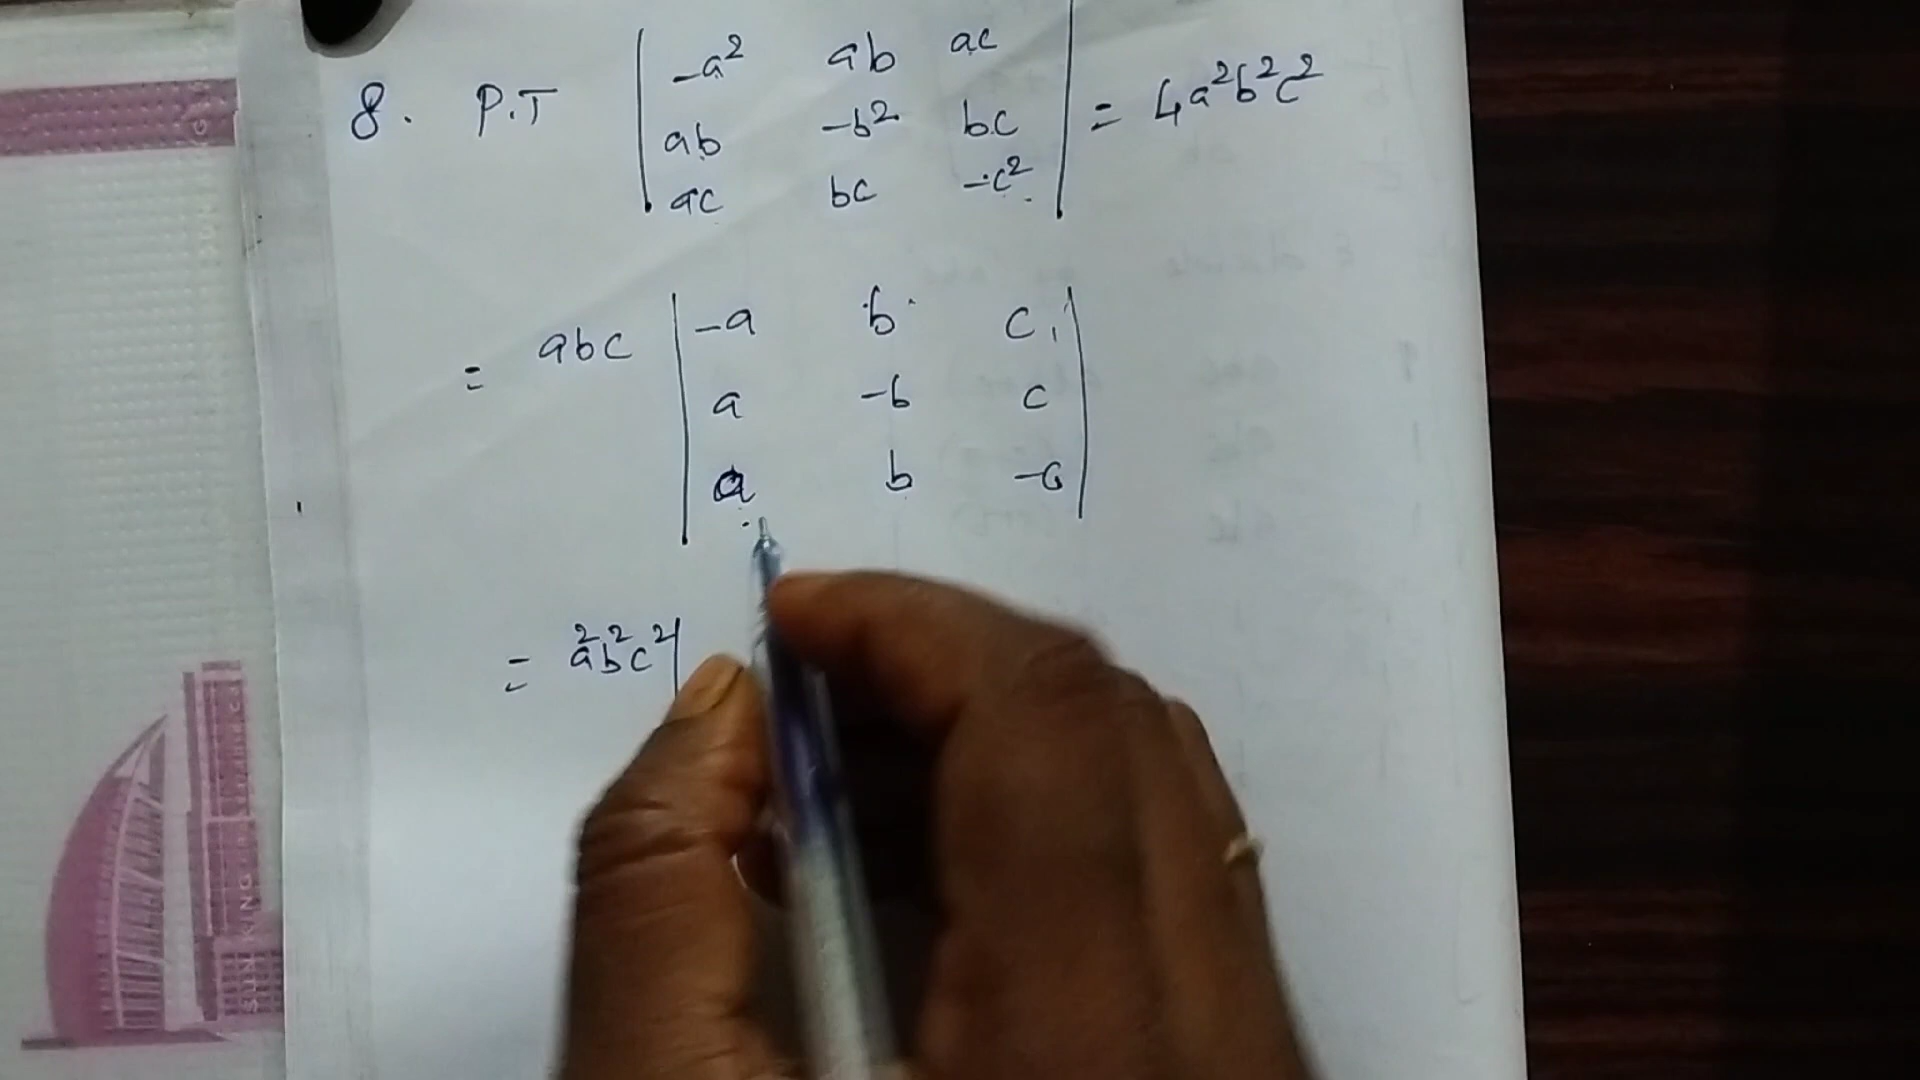 8. P.T | -a² ab ac |
| ab -b² bc | = 4a²b²c²
| ac bc -c² |
= abc | -a b c |
| a -b c |
| a b -c |
= a²b²c² |